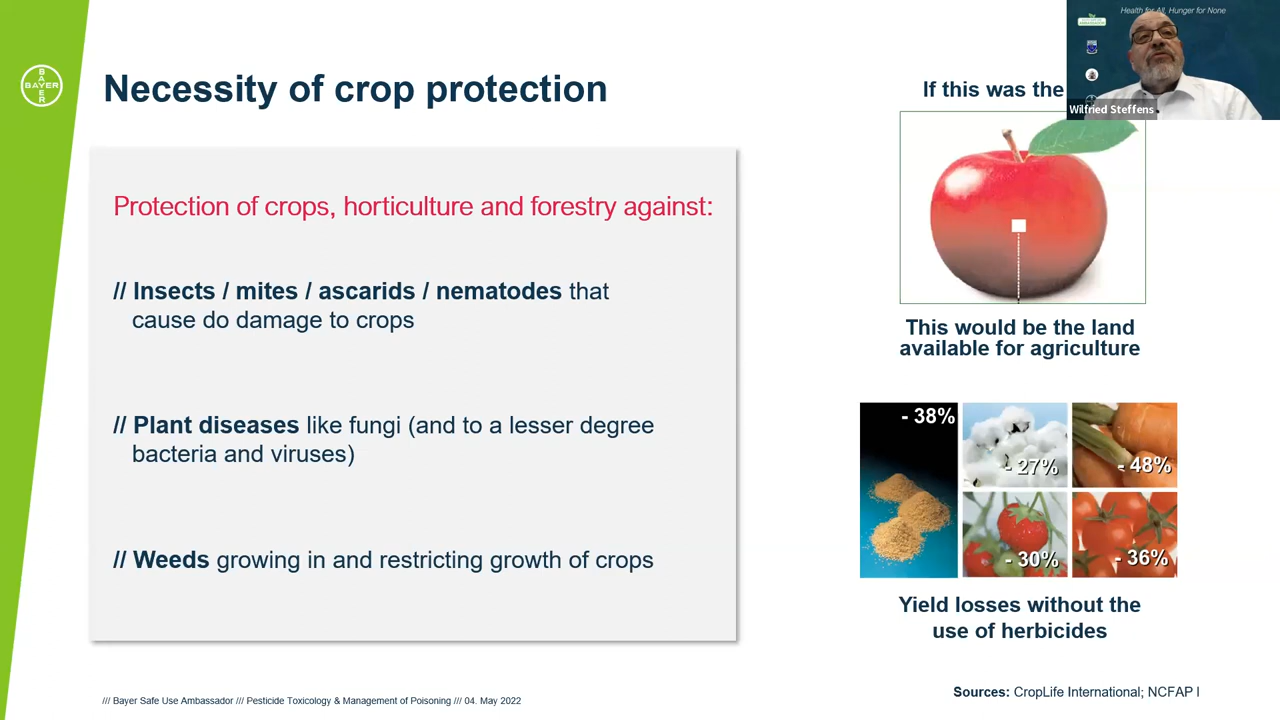 Health for All, Hunger for None
BAYER
BAYER
Necessity of crop protection
If this was the
Wilfried Steffens
Protection of crops, horticulture and forestry against:
// Insects / mites / ascarids / nematodes that
cause do damage to crops
// Plant diseases like fungi (and to a lesser degree
bacteria and viruses)
// Weeds growing in and restricting growth of crops
This would be the land
available for agriculture
- 38%
- 27%
- 48%
- 30%
- 36%
Yield losses without the
use of herbicides
Sources: CropLife International; NCFAP I
/// Bayer Safe Use Ambassador /// Pesticide Toxicology & Management of Poisoning /// 04. May 2022